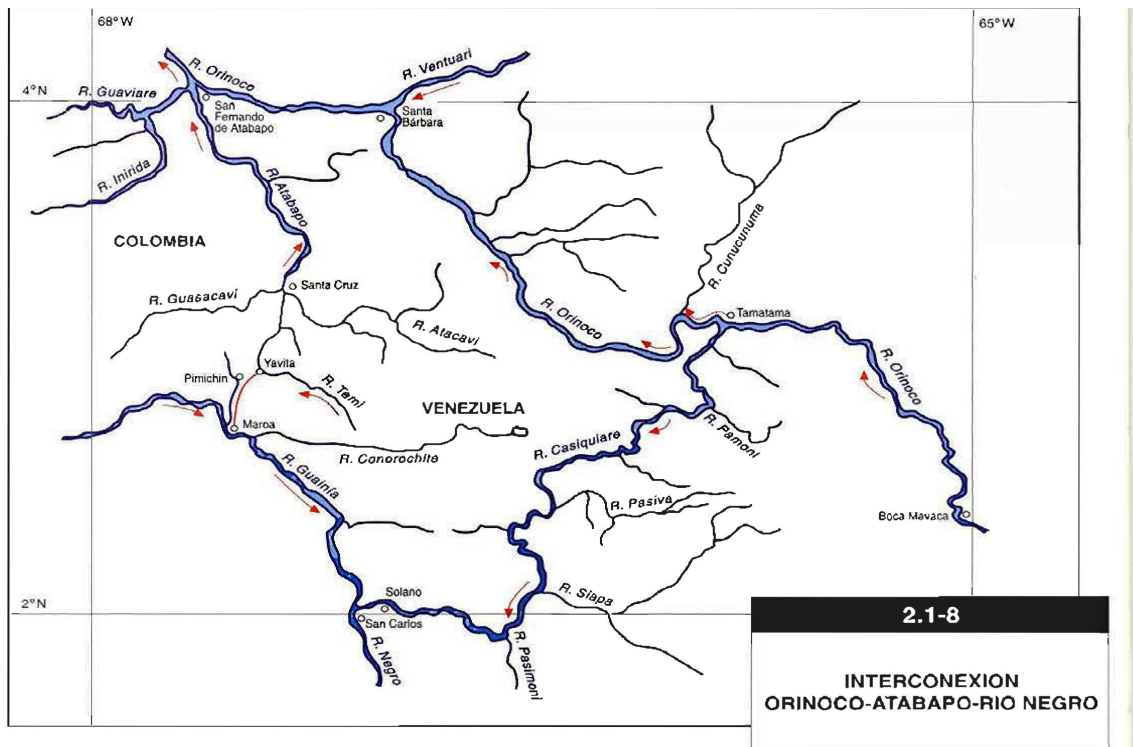 68°W
65°W
R. Orinoco
R. Ventuari
R. Guaviare
4°N
San
Fernando
de Atabapo
Santa
Bárbara
R. Inirida
R. Atabapo
R. Cunucunuma
COLOMBIA
Santa Cruz
R. Guasacavi
R. Orinoco
Tamatama
R. Atacavi
R. Orinoco
Yavita
Pimichin
R. Temi
VENEZUELA
Maroa
R. Pamoni
R. Conorochite
R. Casiquiare
R. Guainía
R. Pasiva
Boca Mavaca
R. Siapa
Solano
2°N
San Carlos
R. Negro
R. Pasimoni
2.1-8
INTERCONEXION
ORINOCO-ATABAPO-RIO NEGRO